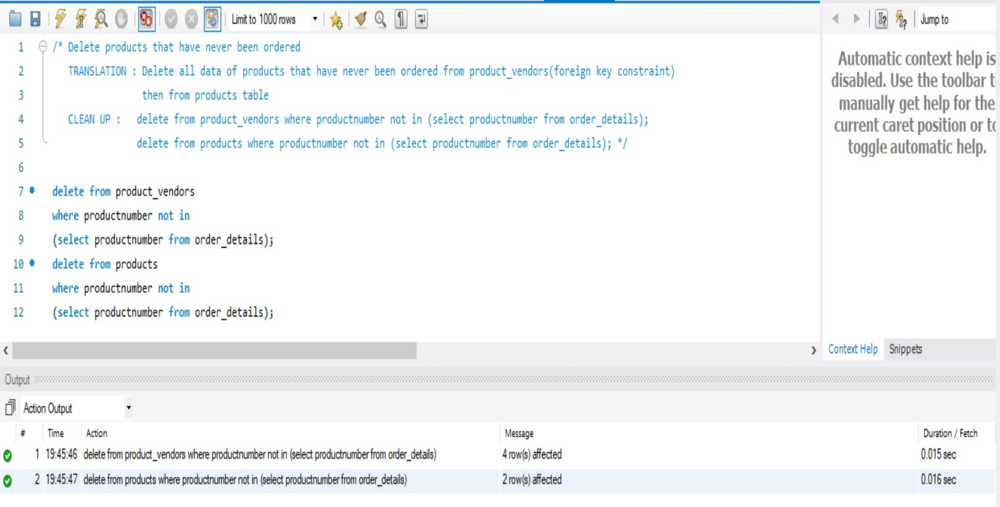 Limit to 1000 rows
Jump to
1 /* Delete products that have never been ordered
2 TRANSLATION : Delete all data of products that have never been ordered from product_vendors(foreign key constraint)
3 then from products table
4 CLEAN UP : delete from product_vendors where productnumber not in (select productnumber from order_details);
5 delete from products where productnumber not in (select productnumber from order_details); */
6
7 delete from product_vendors
8 where productnumber not in
9 (select productnumber from order_details);
10 delete from products
11 where productnumber not in
12 (select productnumber from order_details);
Automatic context help is
disabled. Use the toolbar t
manually get help for the
current caret position or to
toggle automatic help.
Context Help Snippets
Output
Action Output
# Time Action Message Duration / Fetch
1 19:45:46 delete from product_vendors where productnumber not in (select productnumber from order_details) 4 row(s) affected 0.015 sec
2 19:45:47 delete from products where productnumber not in (select productnumber from order_details) 2 row(s) affected 0.016 sec